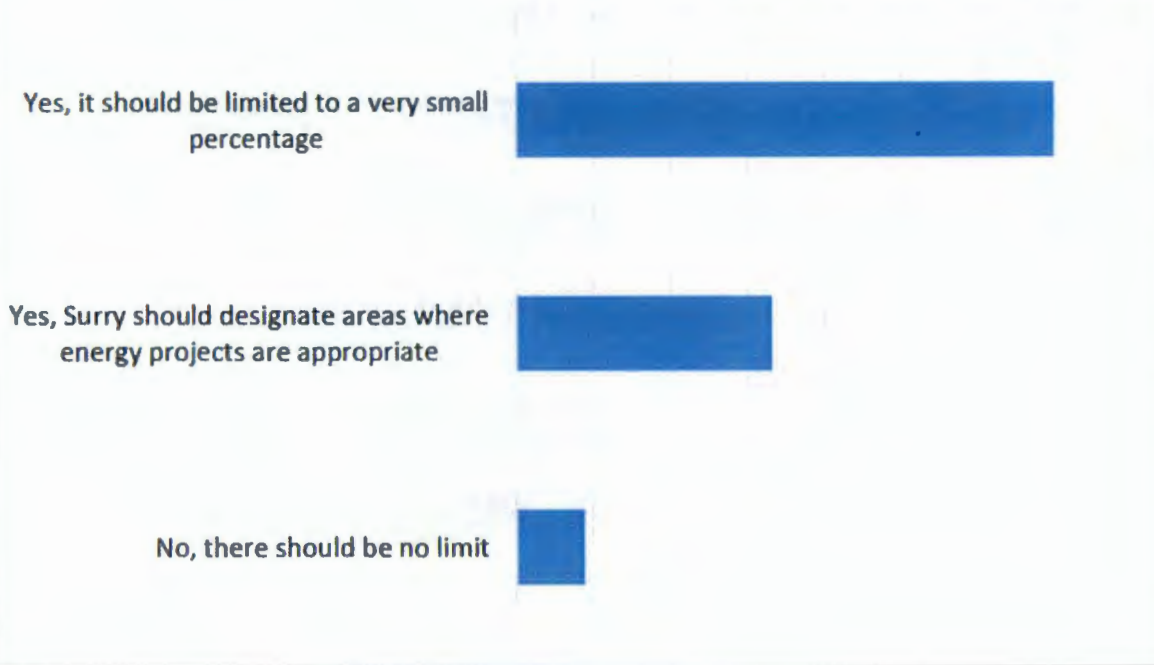 Yes, it should be limited to a very small
percentage
Yes, Surry should designate areas where
energy projects are appropriate
No, there should be no limit